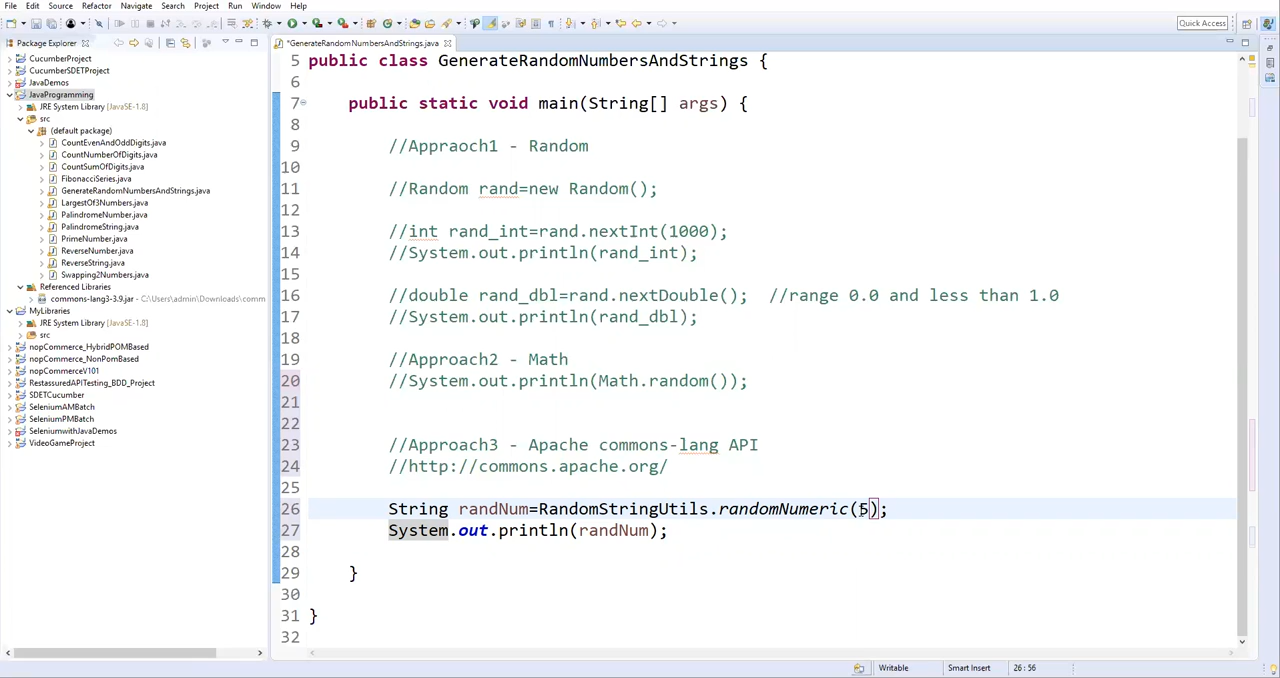 File Edit Source Refactor Navigate Search Project Run Window Help
Quick Access
Package Explorer
*GenerateRandomNumbersAndStrings.java
CucumberProject
CucumberSDETProject
JavaDemos
JavaProgramming
JRE System Library [JavaSE-1.8]
src
(default package)
CountEvenAndOddDigits.java
CountNumberOfDigits.java
CountSumOfDigits.java
FibonacciSeries.java
GenerateRandomNumbersAndStrings.java
LargestOf3Numbers.java
PalindromeNumber.java
PalindromeString.java
PrimeNumber.java
ReverseNumber.java
ReverseString.java
Swapping2Numbers.java
Referenced Libraries
commons-lang3-3.9.jar - C:\Users\admin\Downloads\comm
MyLibraries
JRE System Library [JavaSE-1.8]
src
nopCommerce_HybridPOMBased
nopCommerce_NonPomBased
nopCommerceV101
RestassuredAPITesting_BDD_Project
SDETCucumber
SeleniumAMBatch
SeleniumPMBatch
SeleniumwithJavaDemos
VideoGameProject
5 public class GenerateRandomNumbersAndStrings {
6
7 public static void main(String[] args) {
8
9 //Appraoch1 - Random
10
11 //Random rand=new Random();
12
13 //int rand_int=rand.nextInt(1000);
14 //System.out.println(rand_int);
15
16 //double rand_dbl=rand.nextDouble(); //range 0.0 and less than 1.0
17 //System.out.println(rand_dbl);
18
19 //Approach2 - Math
20 //System.out.println(Math.random());
21
22
23 //Approach3 - Apache commons-lang API
24 //http://commons.apache.org/
25
26 String randNum=RandomStringUtils.randomNumeric(5);
27 System.out.println(randNum);
28
29 }
30
31 }
32
Writable Smart Insert 26 : 56